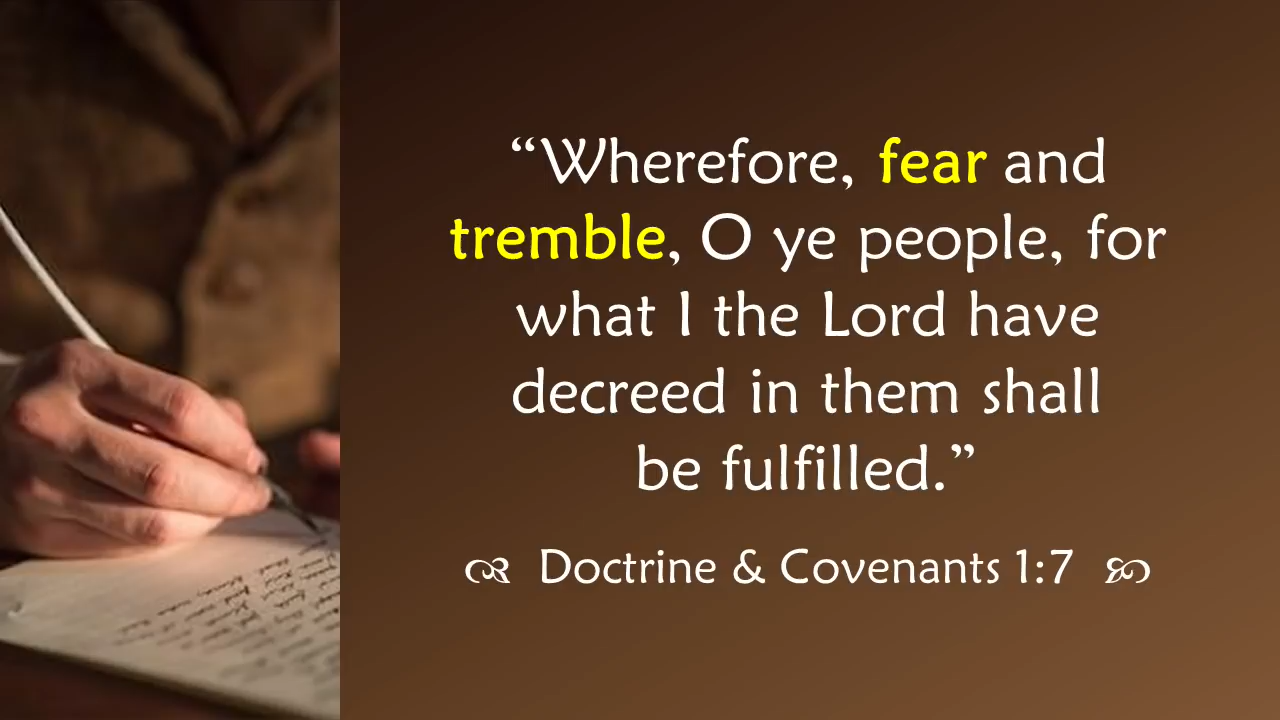 “Wherefore, fear and
tremble, O ye people, for
what I the Lord have
decreed in them shall
be fulfilled.”
Doctrine & Covenants 1:7